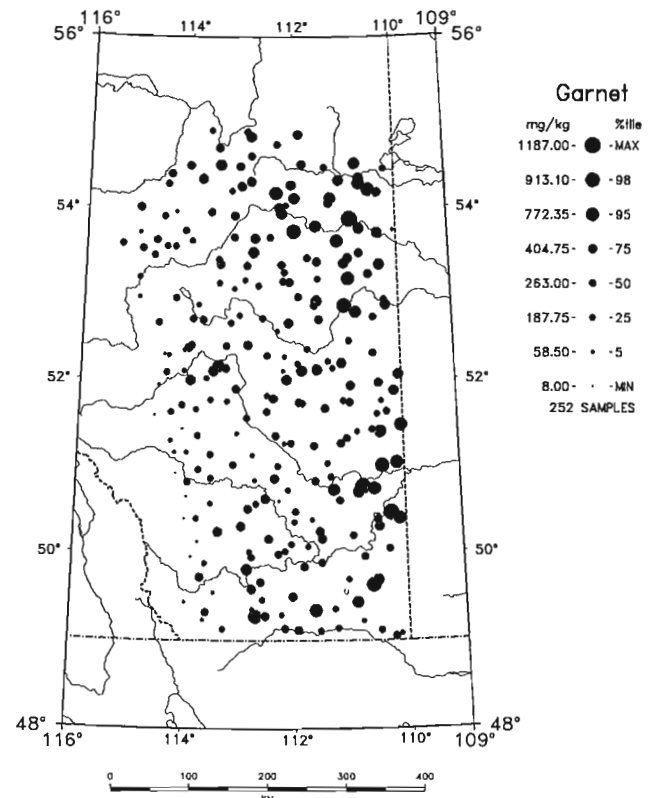 116° 114° 112° 110° 109°
56° 56°
Garnet
mg/kg %tile
1187.00- -MAX
913.10- -98
54° 54°
772.35- -95
404.75- -75
263.00- -50
187.75- -25
58.50- -5
52° 52°
8.00- -MIN
252 SAMPLES
50° 50°
48° 48°
116° 114° 112° 110° 109°
0 100 200 300 400